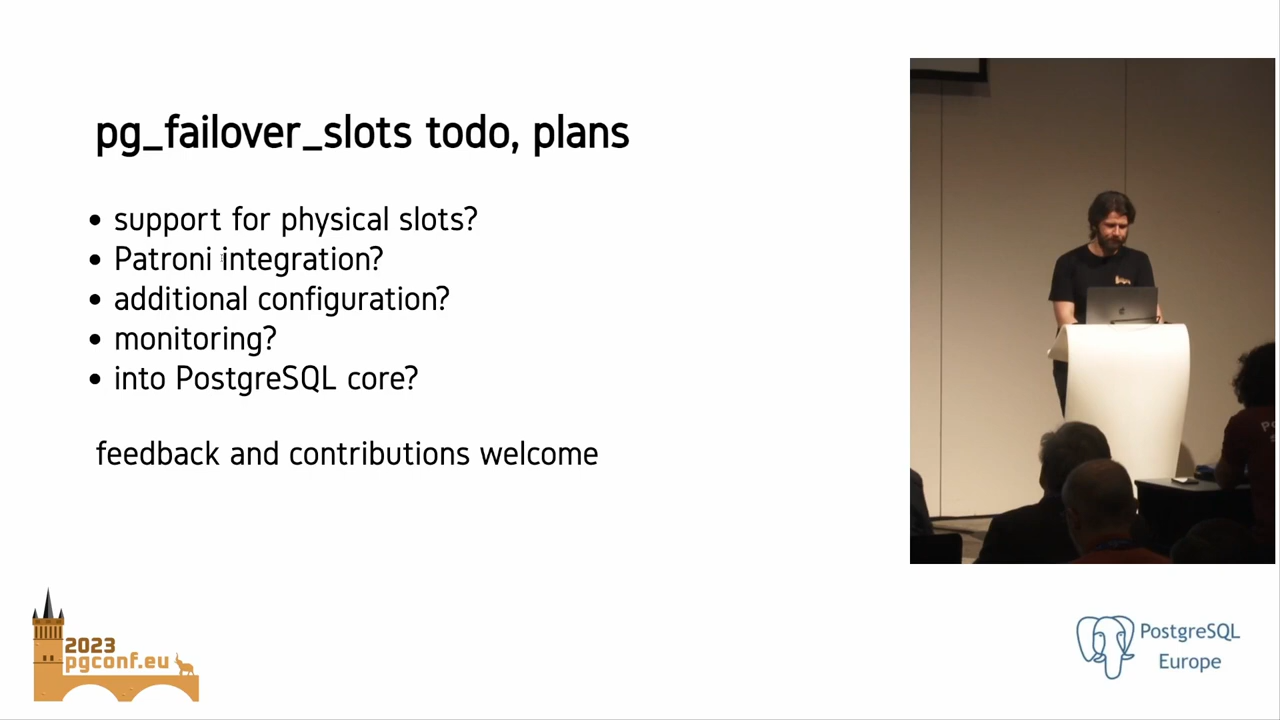 pg_failover_slots todo, plans
• support for physical slots?
• Patroni integration?
• additional configuration?
• monitoring?
• into PostgreSQL core?
feedback and contributions welcome
2023
pgconf.eu
PostgreSQL
Europe